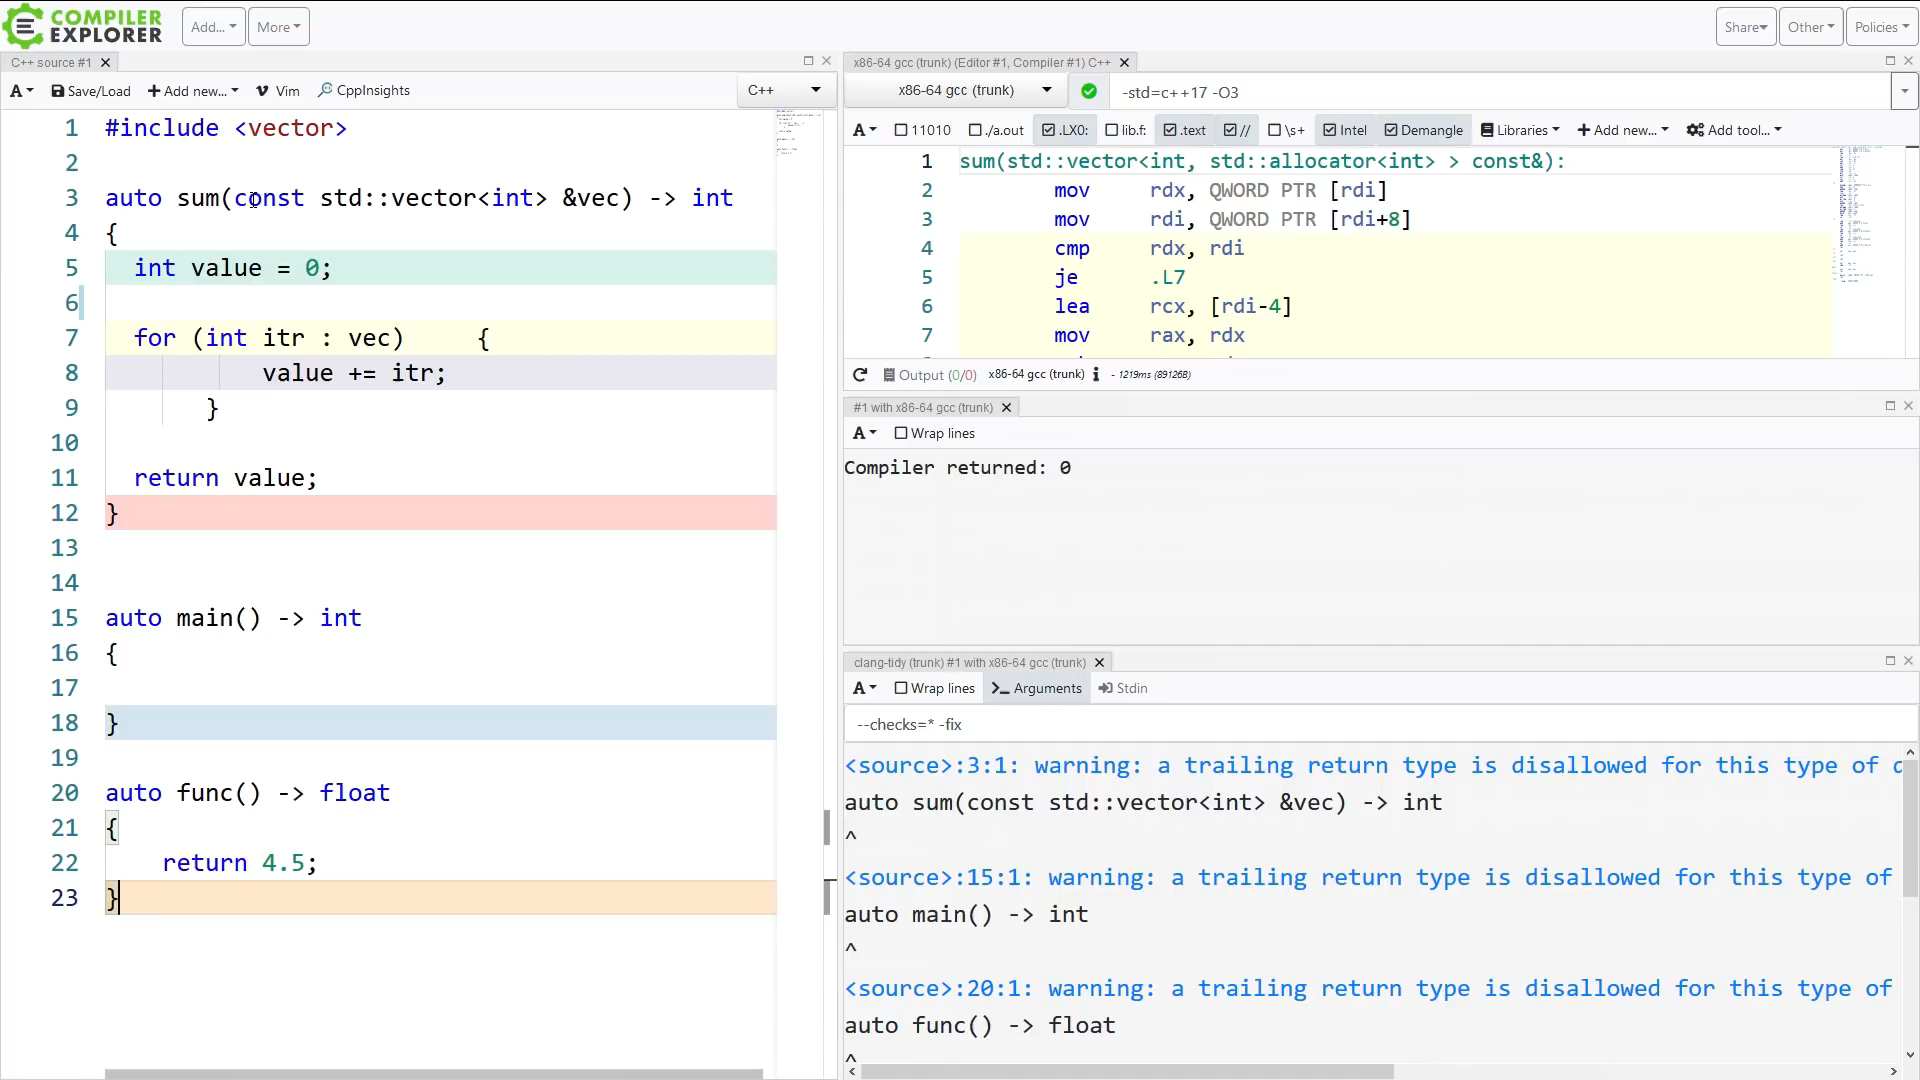 COMPILER
EXPLORER
Add...
More
Share
Other
Policies
C++ source #1
A
Save/Load
Add new...
Vim
CppInsights
C++
1 #include <vector>
2
3 auto sum(const std::vector<int> &vec) -> int
4 {
5 int value = 0;
6
7 for (int itr : vec) {
8 value += itr;
9 }
10
11 return value;
12 }
13
14
15 auto main() -> int
16 {
17
18 }
19
20 auto func() -> float
21 {
22 return 4.5;
23 }
x86-64 gcc (trunk) (Editor #1, Compiler #1) C++
x86-64 gcc (trunk)
-std=c++17 -O3
A 11010 ./a.out .LX0: lib.f: .text // \s+ Intel Demangle Libraries Add new... Add tool...
1 sum(std::vector<int, std::allocator<int> > const&):
2 mov rdx, QWORD PTR [rdi]
3 mov rdi, QWORD PTR [rdi+8]
4 cmp rdx, rdi
5 je .L7
6 lea rcx, [rdi-4]
7 mov rax, rdx
Output (0/0) x86-64 gcc (trunk) i - 1219ms (89126B)
#1 with x86-64 gcc (trunk)
A Wrap lines
Compiler returned: 0
clang-tidy (trunk) #1 with x86-64 gcc (trunk)
A Wrap lines Arguments Stdin
--checks=* -fix
<source>:3:1: warning: a trailing return type is disallowed for this type of
auto sum(const std::vector<int> &vec) -> int
^
<source>:15:1: warning: a trailing return type is disallowed for this type of
auto main() -> int
^
<source>:20:1: warning: a trailing return type is disallowed for this type of
auto func() -> float
^